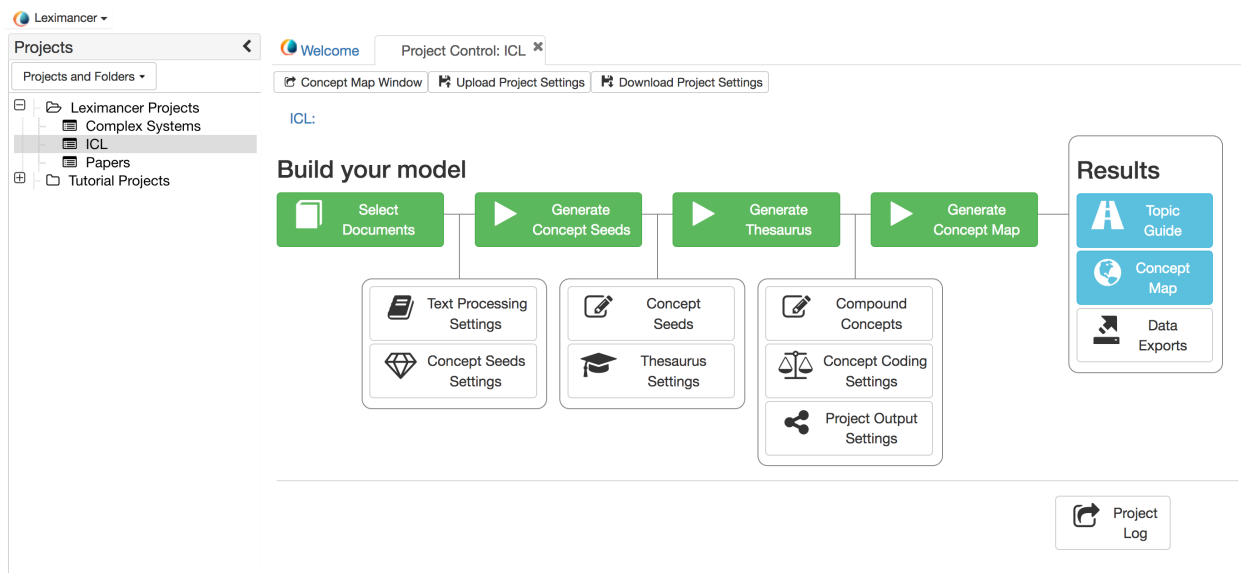 Leximancer
Projects
Projects and Folders
Leximancer Projects
Complex Systems
ICL
Papers
Tutorial Projects
Welcome
Project Control: ICL
Concept Map Window
Upload Project Settings
Download Project Settings
ICL:
Build your model
Select
Documents
Generate
Concept Seeds
Generate
Thesaurus
Generate
Concept Map
Text Processing
Settings
Concept Seeds
Settings
Concept
Seeds
Thesaurus
Settings
Compound
Concepts
Concept Coding
Settings
Project Output
Settings
Results
Topic
Guide
Concept
Map
Data
Exports
Project
Log